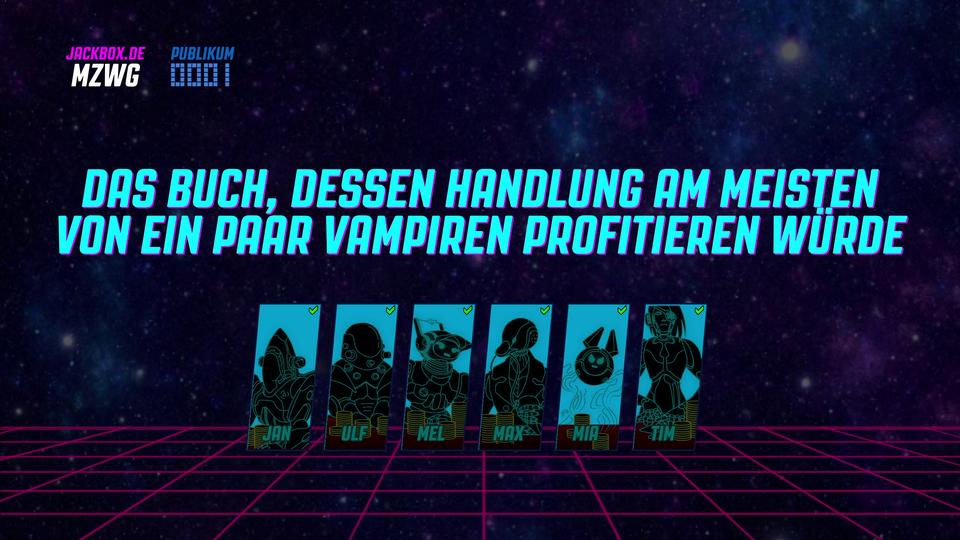 JACKBOX.DE
MZWG
PUBLIKUM
0001
DAS BUCH, DESSEN HANDLUNG AM MEISTEN
VON EIN PAAR VAMPIREN PROFITIEREN WÜRDE
JAN
ULF
MEL
MAX
MIA
TIM